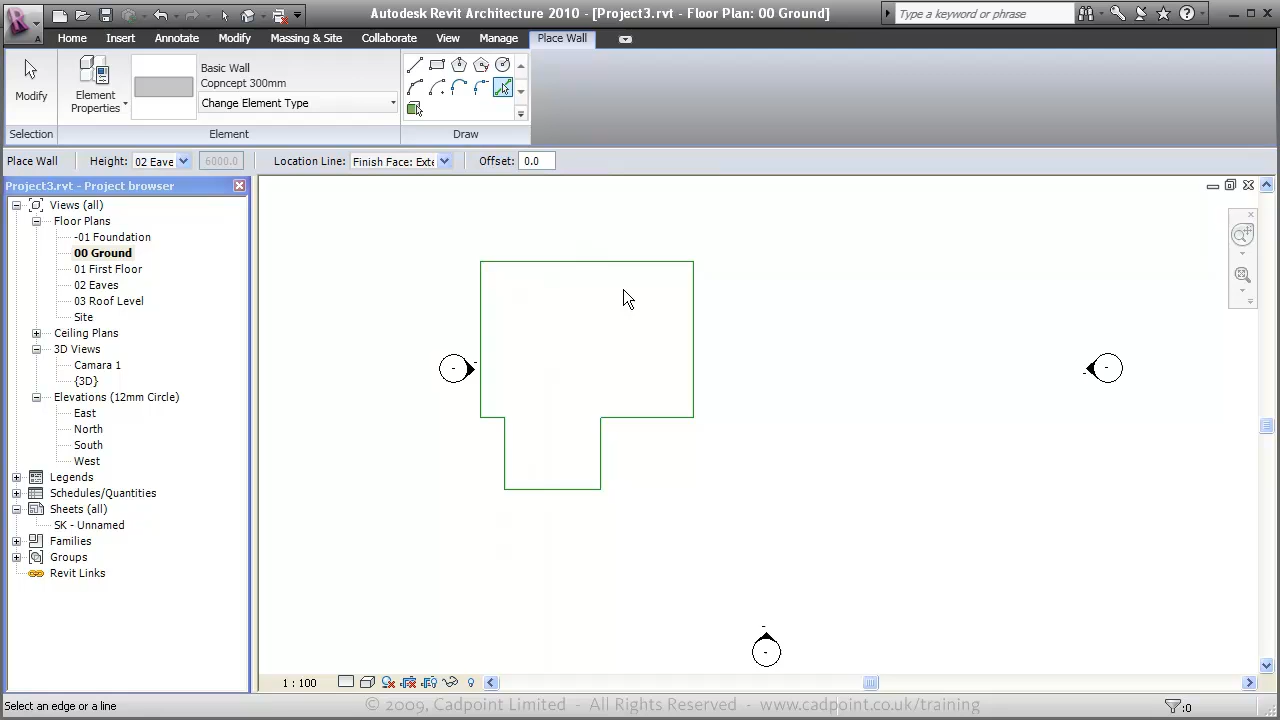 Autodesk Revit Architecture 2010 - [Project3.rvt - Floor Plan: 00 Ground]
Type a keyword or phrase
Home Insert Annotate Modify Massing & Site Collaborate View Manage Place Wall
Modify
Element
Properties
Basic Wall
Copncept 300mm
Change Element Type
Selection Element Draw
Place Wall Height: 02 Eave 6000.0 Location Line: Finish Face: Exte Offset: 0.0
Project3.rvt - Project browser
Views (all)
Floor Plans
-01 Foundation
00 Ground
01 First Floor
02 Eaves
03 Roof Level
Site
Ceiling Plans
3D Views
Camara 1
{3D}
Elevations (12mm Circle)
East
North
South
West
Legends
Schedules/Quantities
Sheets (all)
SK - Unnamed
Families
Groups
Revit Links
1 : 100
Select an edge or a line
© 2009, Cadpoint Limited - All Rights Reserved - www.cadpoint.co.uk/training
:0